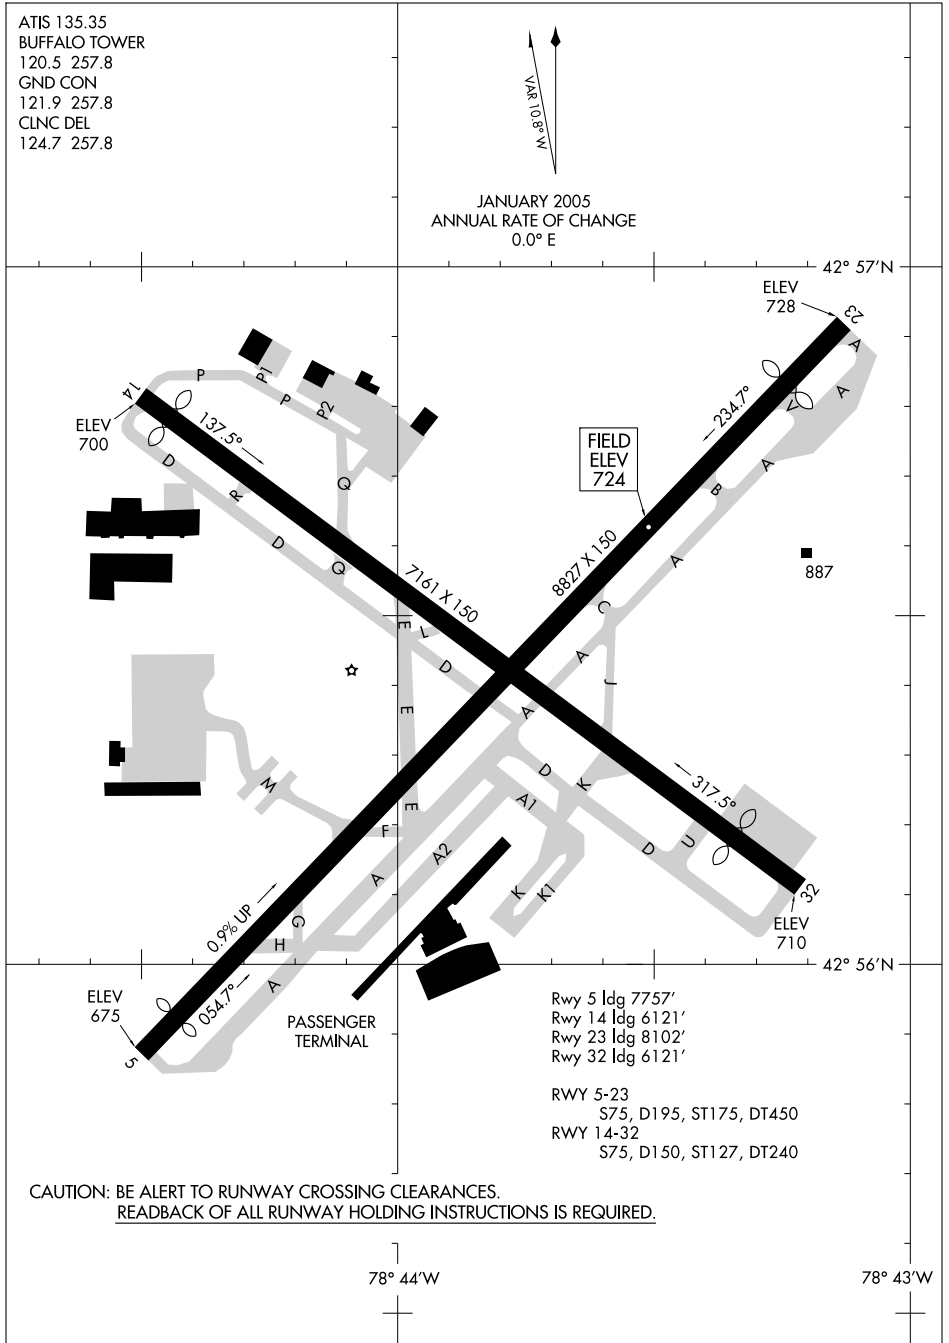 ATIS 135.35
BUFFALO TOWER
120.5 257.8
GND CON
121.9 257.8
CLNC DEL
124.7 257.8
VAR 10.8° W
JANUARY 2005
ANNUAL RATE OF CHANGE
0.0° E
42° 57'N
ELEV
728
23
A
A
V
234.7°
P
P1
P
P2
14
ELEV
700
137.5°
D
R
Q
D
Q
FIELD
ELEV
724
B
A
A
887
8827 X 150
7161 X 150
C
E
L
D
A
J
E
A
D
K
317.5°
M
E
A1
F
A2
U
D
A
K
K1
32
ELEV
710
0.9% UP
G
H
A
42° 56'N
054.7°
ELEV
675
5
PASSENGER
TERMINAL
Rwy 5 ldg 7757'
Rwy 14 ldg 6121'
Rwy 23 ldg 8102'
Rwy 32 ldg 6121'
RWY 5-23
S75, D195, ST175, DT450
RWY 14-32
S75, D150, ST127, DT240
CAUTION: BE ALERT TO RUNWAY CROSSING CLEARANCES.
READBACK OF ALL RUNWAY HOLDING INSTRUCTIONS IS REQUIRED.
78° 44'W
78° 43'W